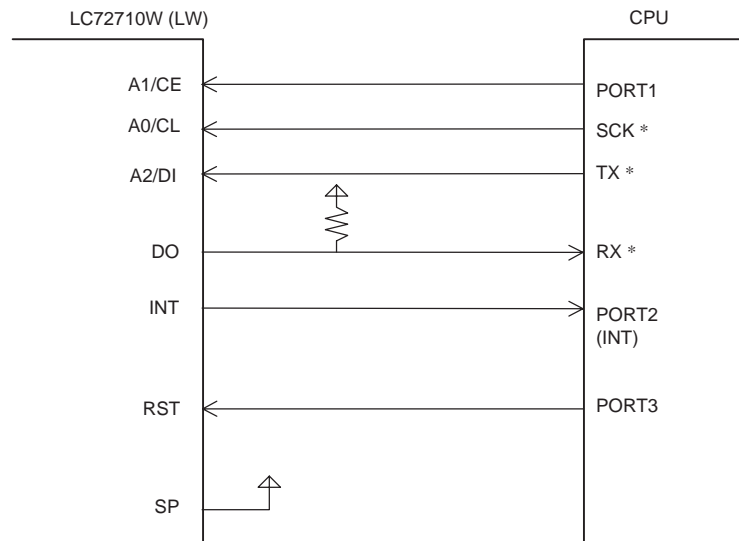 LC72710W (LW)
CPU
A1/CE
PORT1
A0/CL
SCK *
A2/DI
TX *
DO
RX *
INT
PORT2
(INT)
RST
PORT3
SP